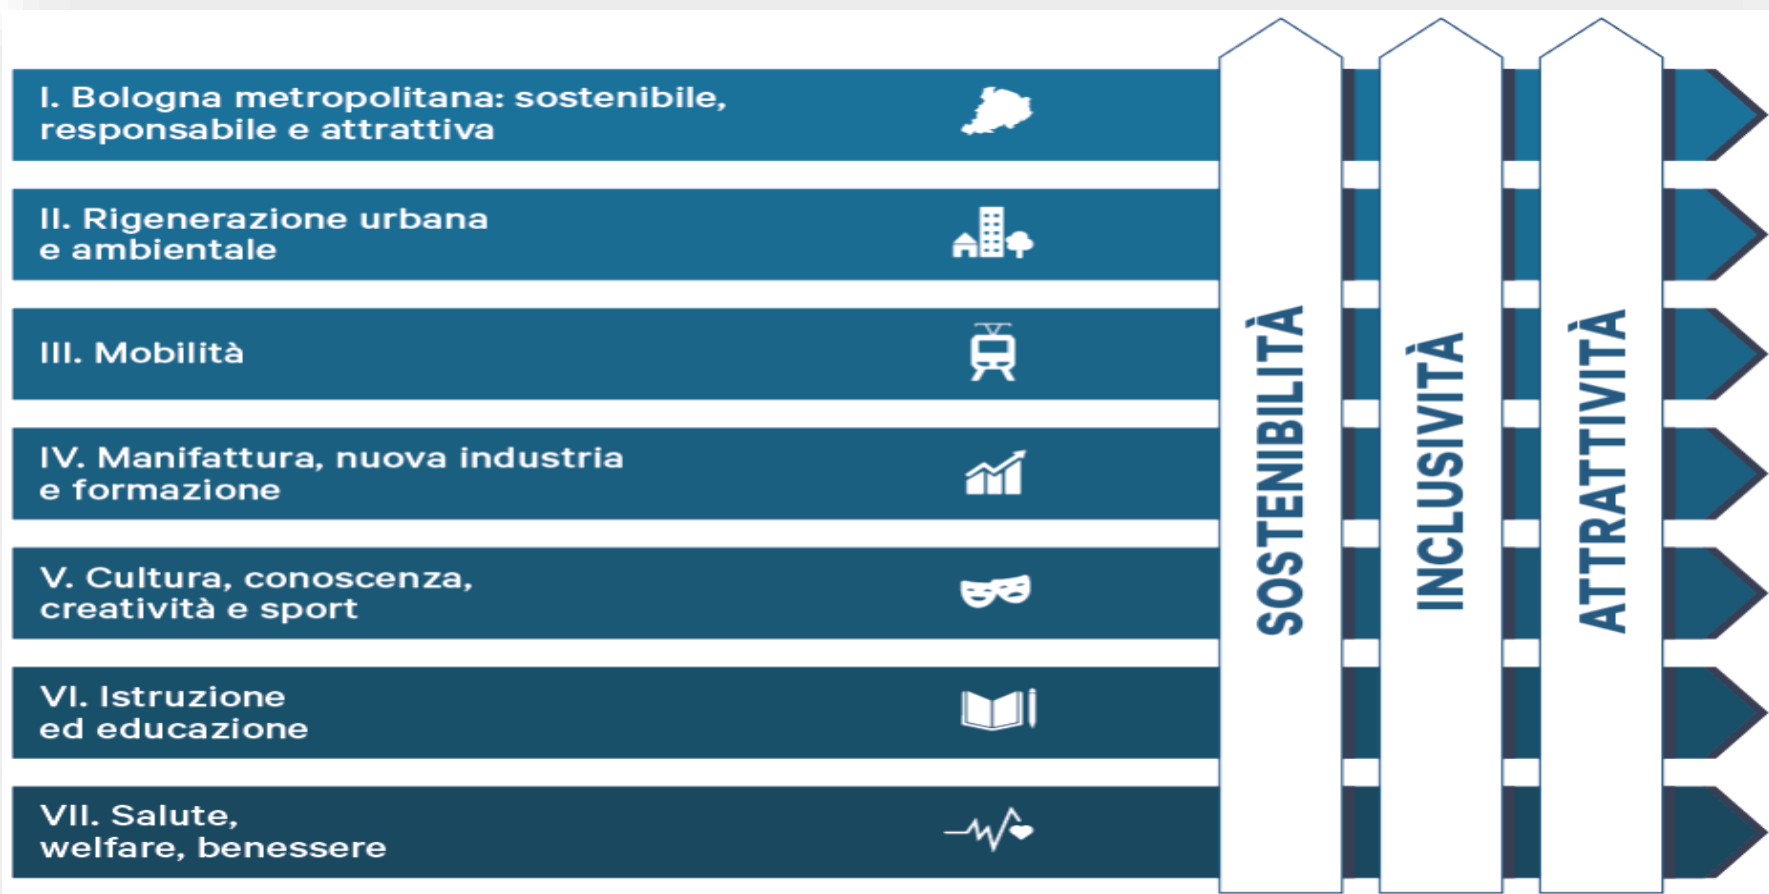 I. Bologna metropolitana: sostenibile,
responsabile e attrattiva
II. Rigenerazione urbana
e ambientale
III. Mobilità
IV. Manifattura, nuova industria
e formazione
V. Cultura, conoscenza,
creatività e sport
VI. Istruzione
ed educazione
VII. Salute,
welfare, benessere
SOSTENIBILITÀ
INCLUSIVITÀ
ATTRATTIVITÀ